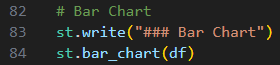 82 # Bar Chart
83 st.write("### Bar Chart")
84 st.bar_chart(df)